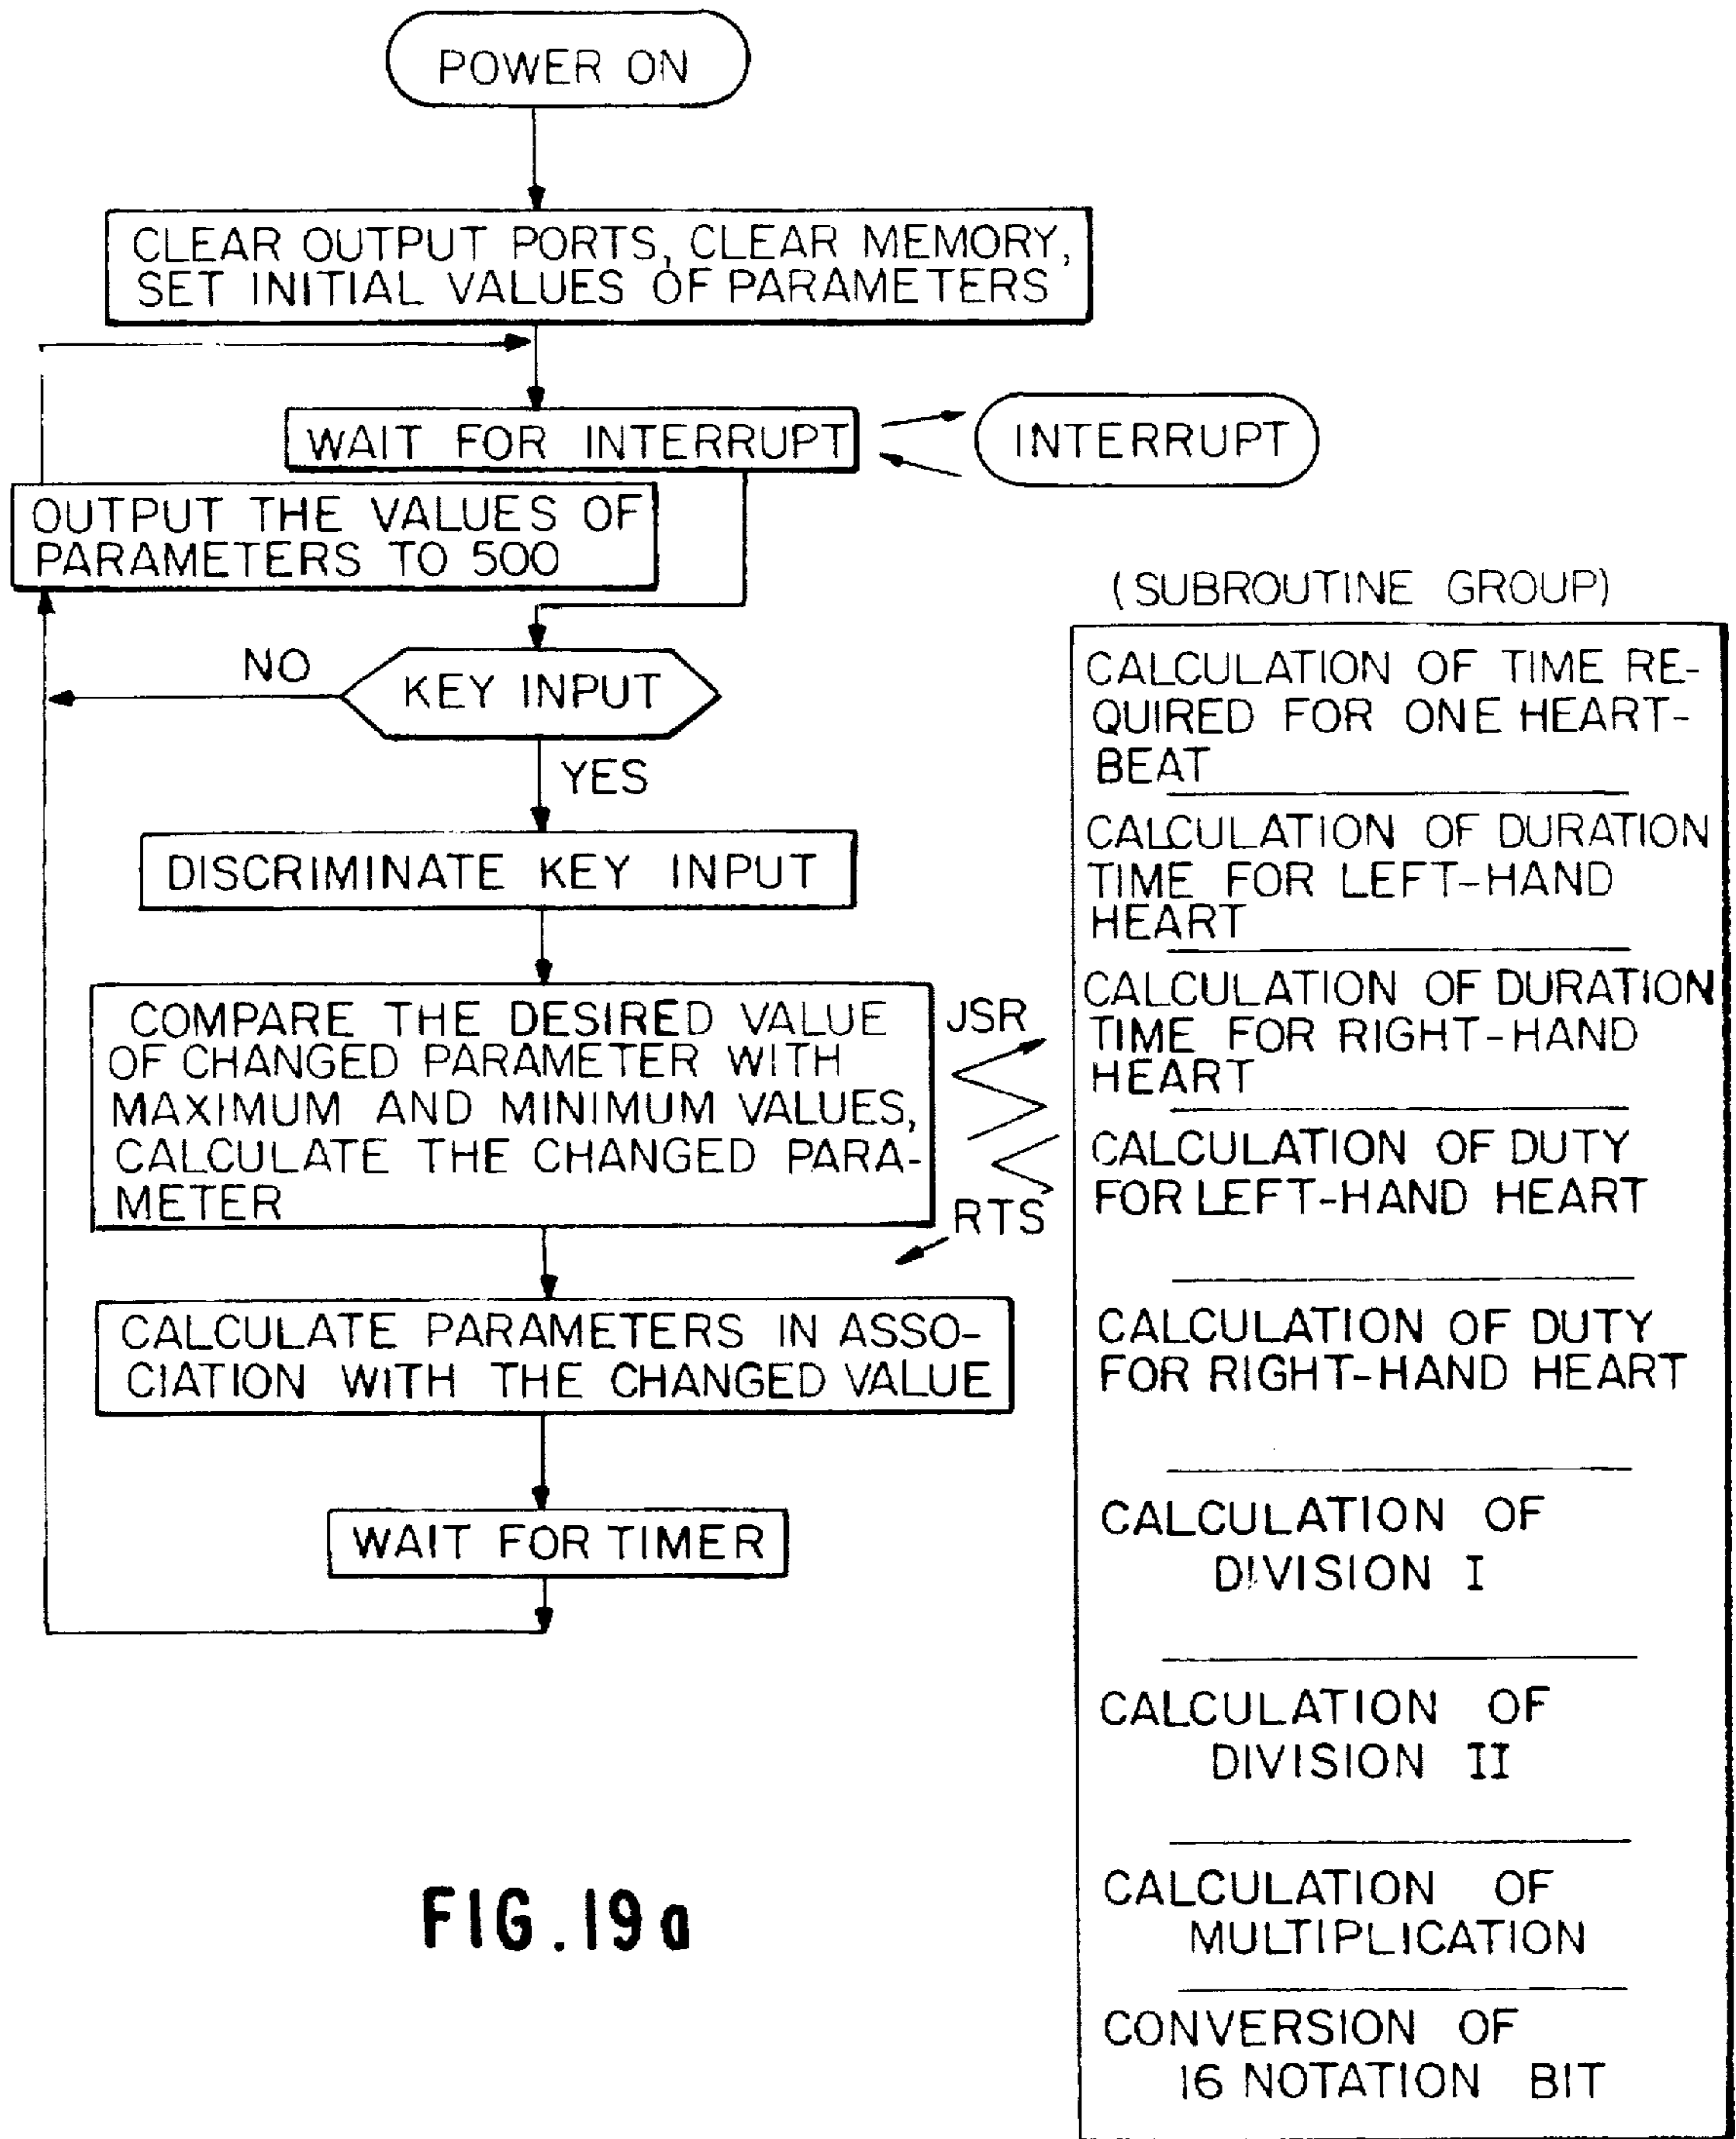 POWER ON
CLEAR OUTPUT PORTS, CLEAR MEMORY,
SET INITIAL VALUES OF PARAMETERS
WAIT FOR INTERRUPT
INTERRUPT
OUTPUT THE VALUES OF
PARAMETERS TO 500
NO
KEY INPUT
YES
DISCRIMINATE KEY INPUT
COMPARE THE DESIRED VALUE
OF CHANGED PARAMETER WITH
MAXIMUM AND MINIMUM VALUES,
CALCULATE THE CHANGED PARA-
METER
JSR
RTS
CALCULATE PARAMETERS IN ASSO-
CIATION WITH THE CHANGED VALUE
WAIT FOR TIMER
(SUBROUTINE GROUP)
CALCULATION OF TIME RE-
QUIRED FOR ONE HEART-
BEAT
CALCULATION OF DURATION
TIME FOR LEFT-HAND
HEART
CALCULATION OF DURATION
TIME FOR RIGHT-HAND
HEART
CALCULATION OF DUTY
FOR LEFT-HAND HEART
CALCULATION OF DUTY
FOR RIGHT-HAND HEART
CALCULATION OF
DIVISION I
CALCULATION OF
DIVISION II
CALCULATION OF
MULTIPLICATION
CONVERSION OF
16 NOTATION BIT
FIG.19a